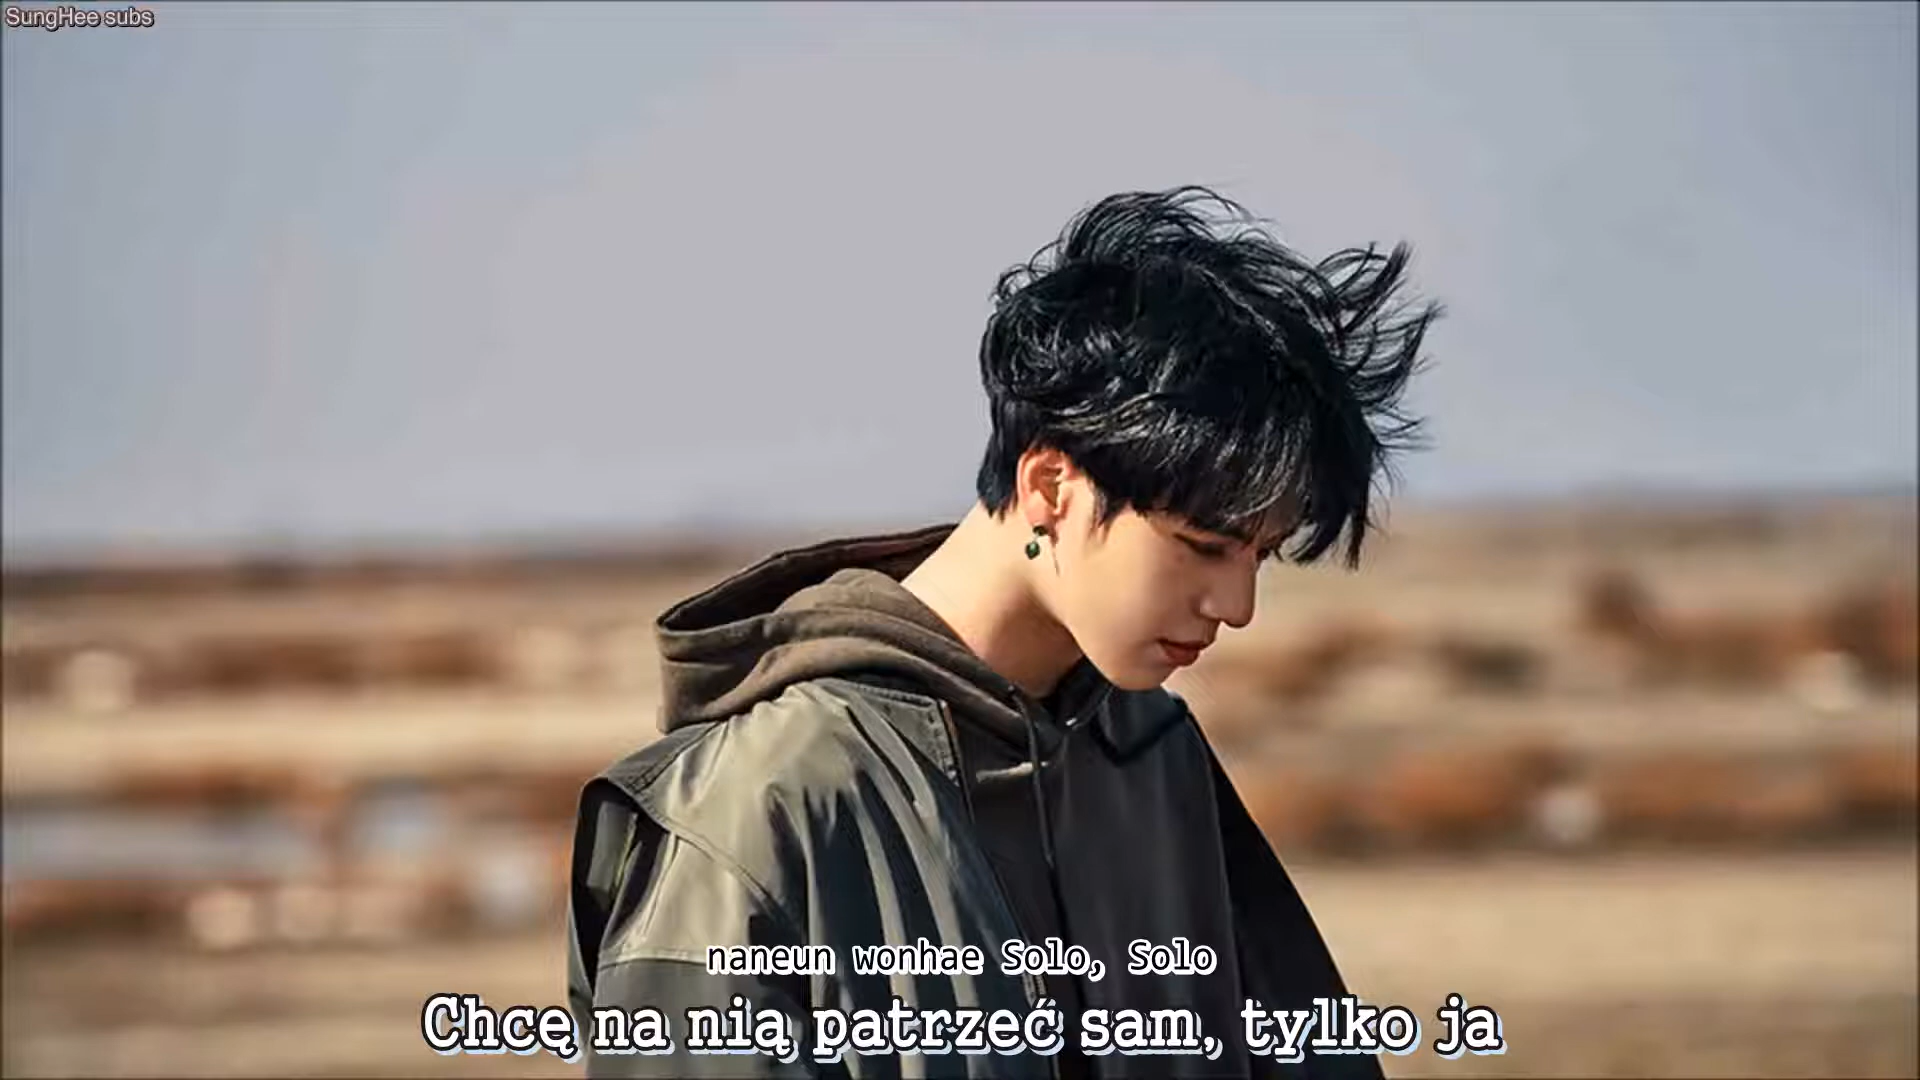 SungHee subs
naneun wonhae Solo, Solo
Chcę na nią patrzeć sam, tylko ja